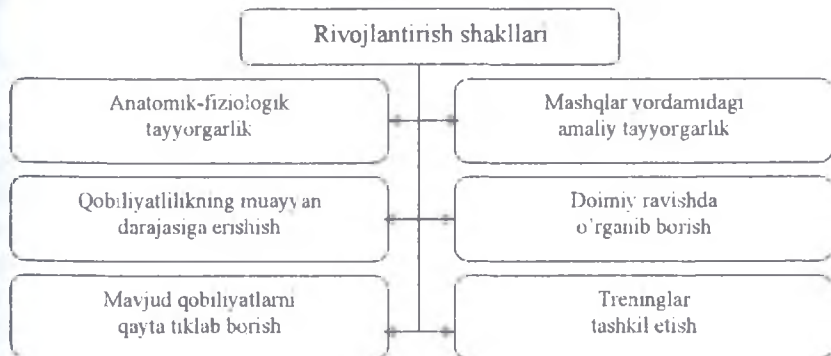 Rivojlantirish shakllari
Anatomik-fiziologik
tayyorgarlik
Mashqlar vordamidagi
amaliy tayyorgarlik
Qobiliyatlilikning muayyan
darajasiga erishish
Doimiy ravishda
o'rganib borish
Mavjud qobiliyatlarni
qayta tiklab borish
Treninglar
tashkil etish